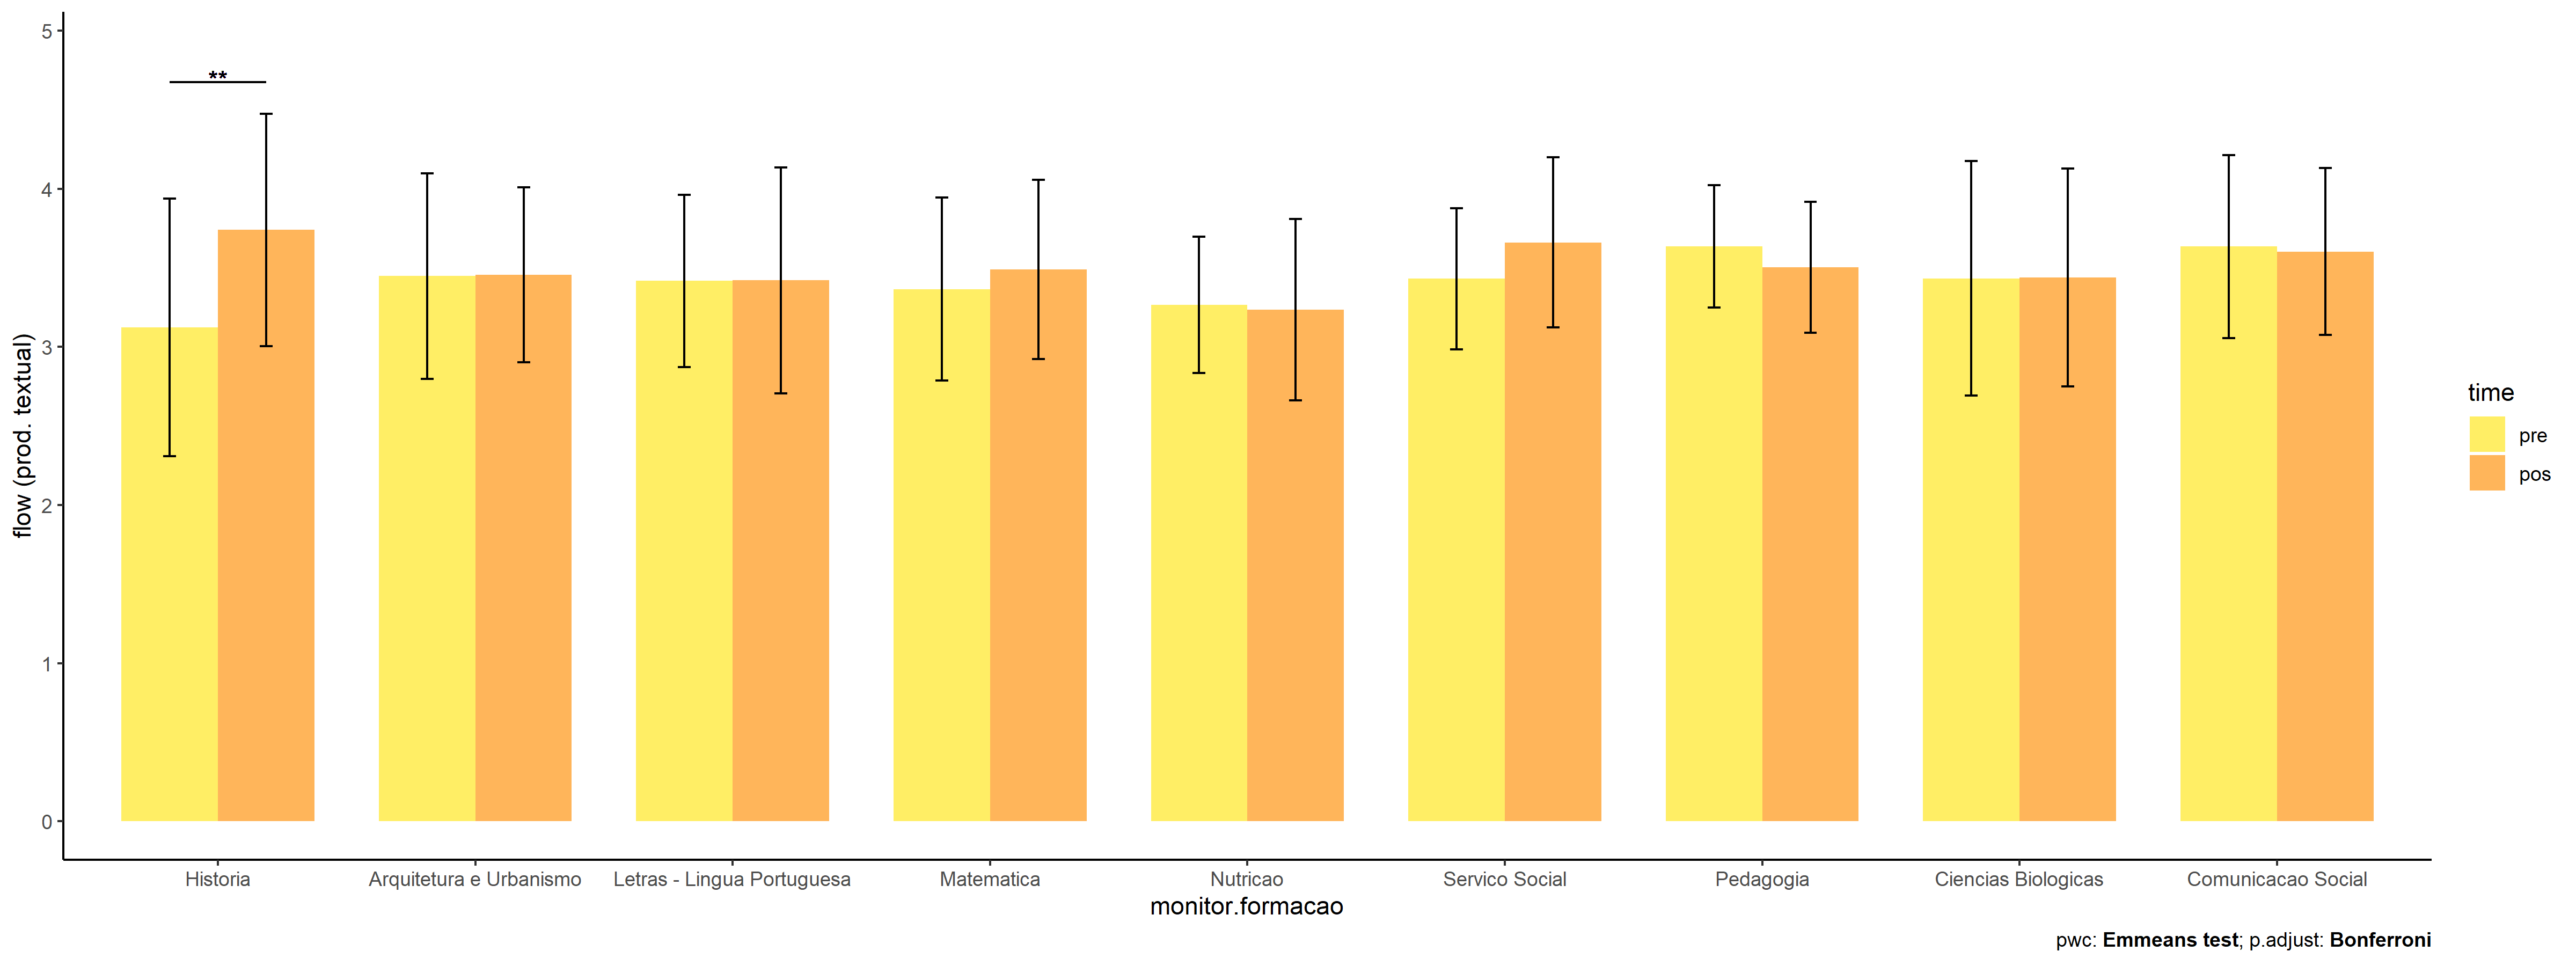 5
**
4
3
2
1
0
flow (prod. textual)
Historia
Arquitetura e Urbanismo
Letras - Lingua Portuguesa
Matematica
Nutricao
Servico Social
Pedagogia
Ciencias Biologicas
Comunicacao Social
monitor.formacao
time
pre
pos
pwc: Emmeans test; p.adjust: Bonferroni